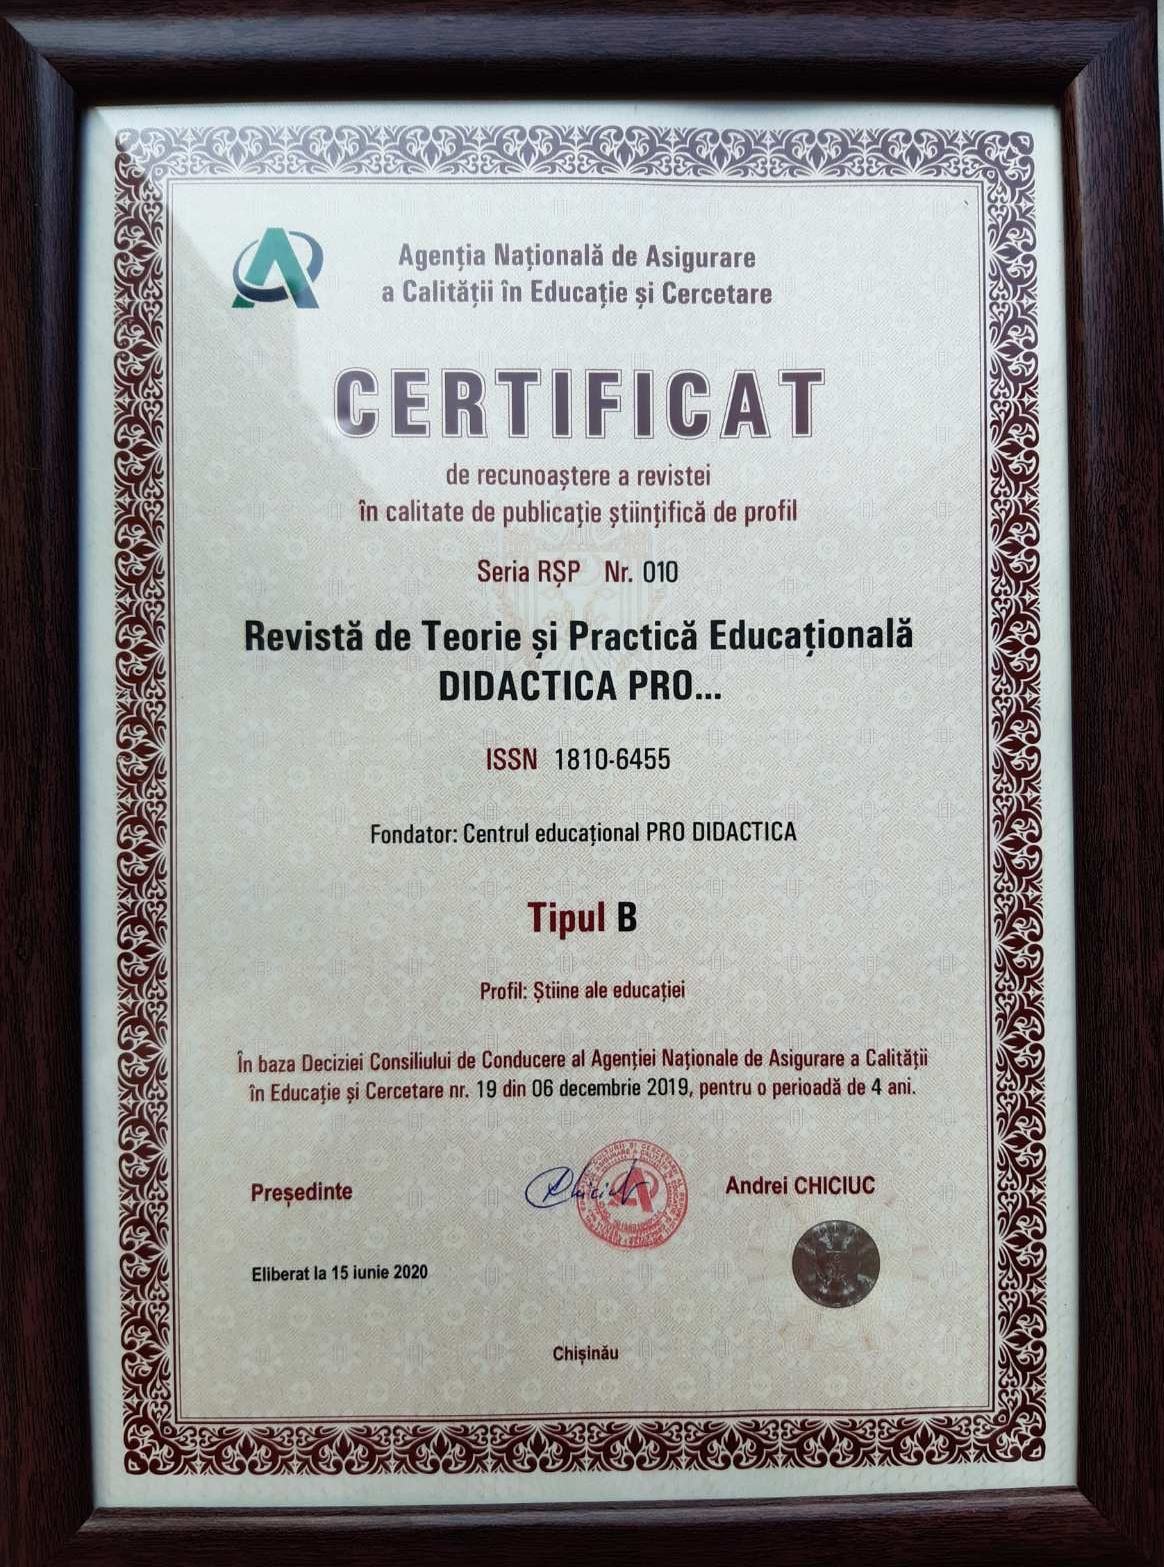 Agenția Națională de Asigurare
a Calității în Educație și Cercetare
CERTIFICAT
de recunoaștere a revistei
în calitate de publicație științifică de profil
Seria RȘP Nr. 010
Revistă de Teorie și Practică Educațională
DIDACTICA PRO...
ISSN 1810-6455
Fondator: Centrul educațional PRO DIDACTICA
Tipul B
Profil: Știine ale educației
În baza Deciziei Consiliului de Conducere al Agenției Naționale de Asigurare a Calității
în Educație și Cercetare nr. 19 din 06 decembrie 2019, pentru o perioadă de 4 ani.
Președinte
Andrei CHICIUC
Eliberat la 15 iunie 2020
Chișinău